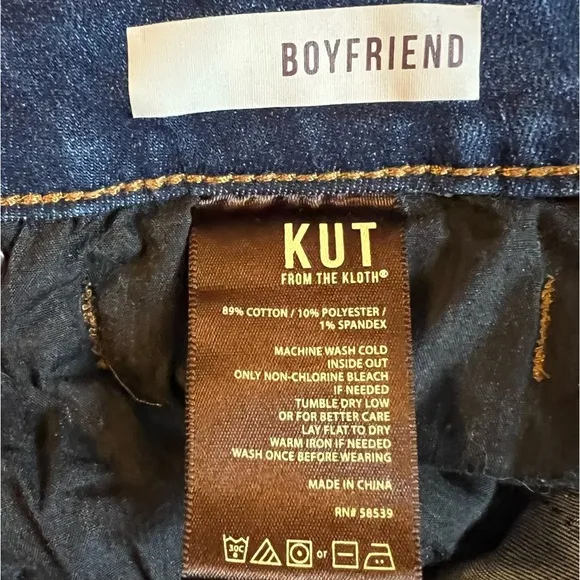 BOYFRIEND
KUT
FROM THE KLOTH®
89% COTTON / 10% POLYESTER /
1% SPANDEX
MACHINE WASH COLD
INSIDE OUT
ONLY NON-CHLORINE BLEACH
IF NEEDED
TUMBLE DRY LOW
OR FOR BETTER CARE
LAY FLAT TO DRY
WARM IRON IF NEEDED
WASH ONCE BEFORE WEARING
MADE IN CHINA
RN# 58539
30C or